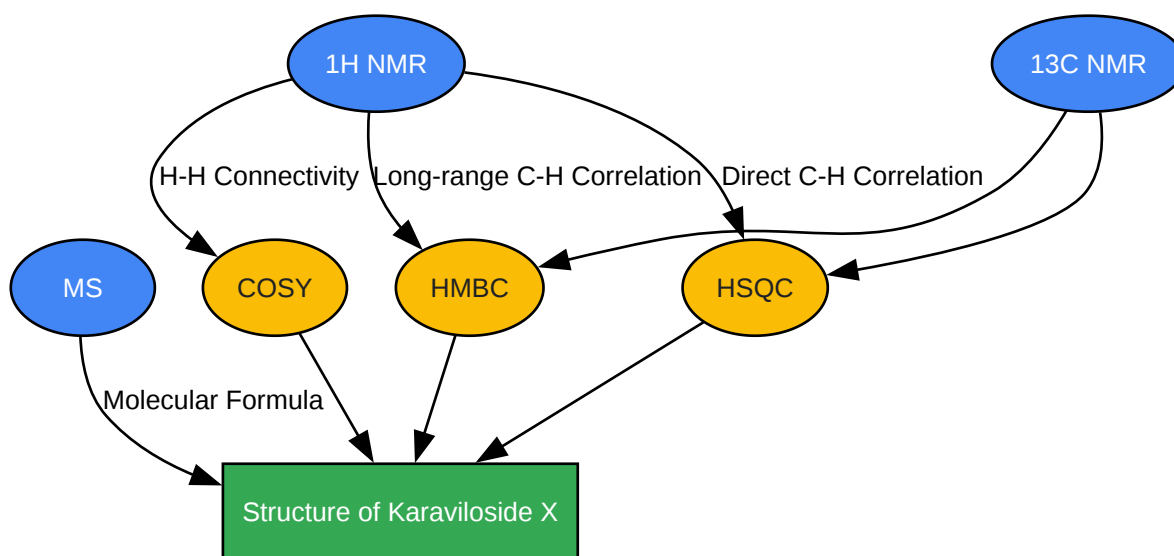 1H NMR
13C NMR
H-H Connectivity
Long-range C-H Correlation
Direct C-H Correlation
MS
COSY
HMBC
HSQC
Molecular Formula
Structure of Karaviloside X